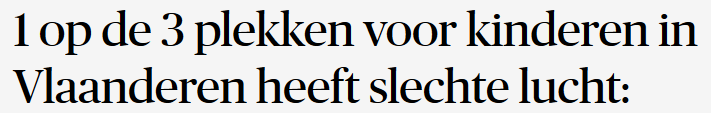 1 op de 3 plekken voor kinderen in
Vlaanderen heeft slechte lucht: